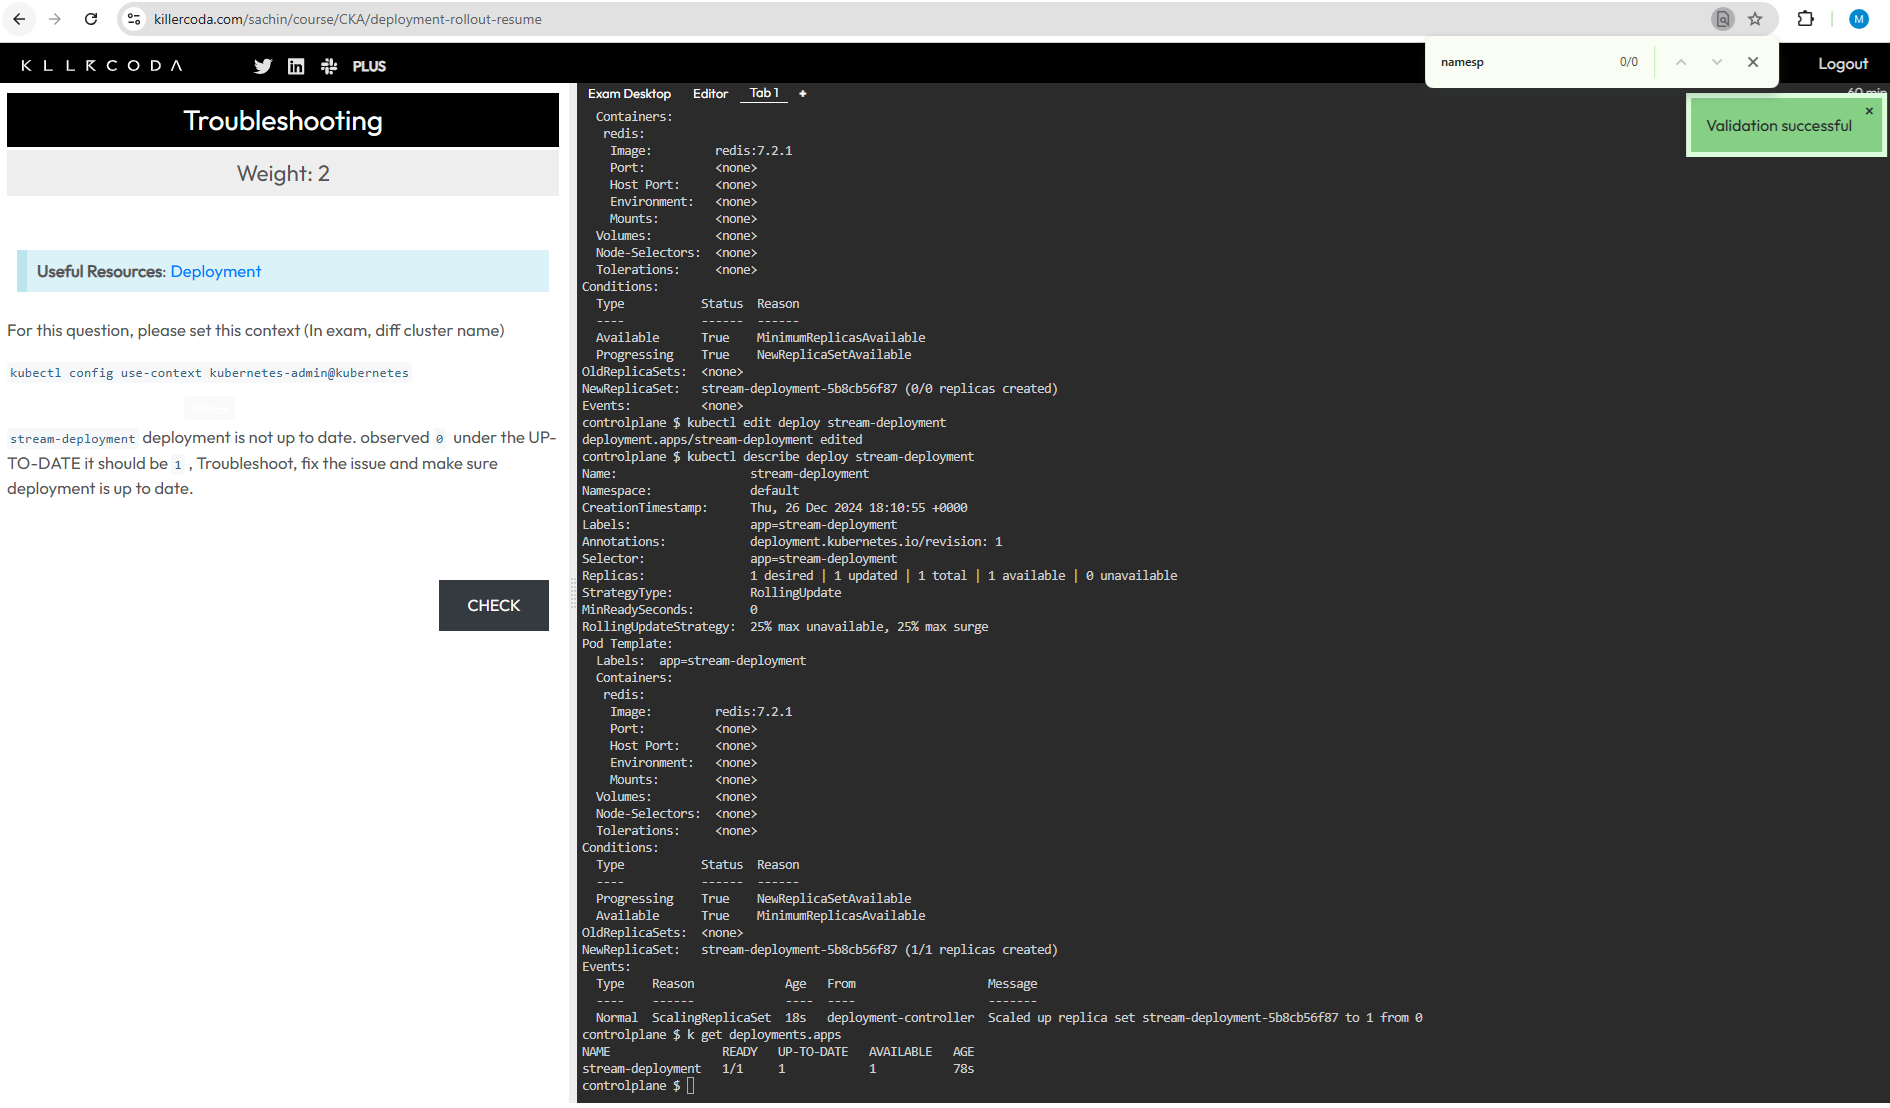 killercoda.com/sachin/course/CKA/deployment-rollout-resume
M
namesp 0/0
KLLRCODA PLUS Logout
Troubleshooting
Weight: 2
Useful Resources: Deployment
For this question, please set this context (In exam, diff cluster name)
kubectl config use-context kubernetes-admin@kubernetes
stream-deployment deployment is not up to date. observed 0 under the UP-
TO-DATE it should be 1 , Troubleshoot, fix the issue and make sure
deployment is up to date.
CHECK
Exam Desktop Editor Tab 1 +
60 min
Validation successful ×
  Containers:
   redis:
    Image:         redis:7.2.1
    Port:          <none>
    Host Port:     <none>
    Environment:   <none>
    Mounts:        <none>
  Volumes:         <none>
  Node-Selectors:  <none>
  Tolerations:     <none>
Conditions:
  Type           Status  Reason
  ----           ------  ------
  Available      True    MinimumReplicasAvailable
  Progressing    True    NewReplicaSetAvailable
OldReplicaSets:  <none>
NewReplicaSet:   stream-deployment-5b8cb56f87 (0/0 replicas created)
Events:          <none>
controlplane $ kubectl edit deploy stream-deployment
deployment.apps/stream-deployment edited
controlplane $ kubectl describe deploy stream-deployment
Name:                   stream-deployment
Namespace:              default
CreationTimestamp:      Thu, 26 Dec 2024 18:10:55 +0000
Labels:                 app=stream-deployment
Annotations:            deployment.kubernetes.io/revision: 1
Selector:               app=stream-deployment
Replicas:               1 desired | 1 updated | 1 total | 1 available | 0 unavailable
StrategyType:           RollingUpdate
MinReadySeconds:        0
RollingUpdateStrategy:  25% max unavailable, 25% max surge
Pod Template:
  Labels:  app=stream-deployment
  Containers:
   redis:
    Image:         redis:7.2.1
    Port:          <none>
    Host Port:     <none>
    Environment:   <none>
    Mounts:        <none>
  Volumes:         <none>
  Node-Selectors:  <none>
  Tolerations:     <none>
Conditions:
  Type           Status  Reason
  ----           ------  ------
  Progressing    True    NewReplicaSetAvailable
  Available      True    MinimumReplicasAvailable
OldReplicaSets:  <none>
NewReplicaSet:   stream-deployment-5b8cb56f87 (1/1 replicas created)
Events:
  Type    Reason             Age   From                   Message
  ----    ------             ----  ----                   -------
  Normal  ScalingReplicaSet  18s   deployment-controller  Scaled up replica set stream-deployment-5b8cb56f87 to 1 from 0
controlplane $ k get deployments.apps
NAME                READY   UP-TO-DATE   AVAILABLE   AGE
stream-deployment   1/1     1            1           78s
controlplane $